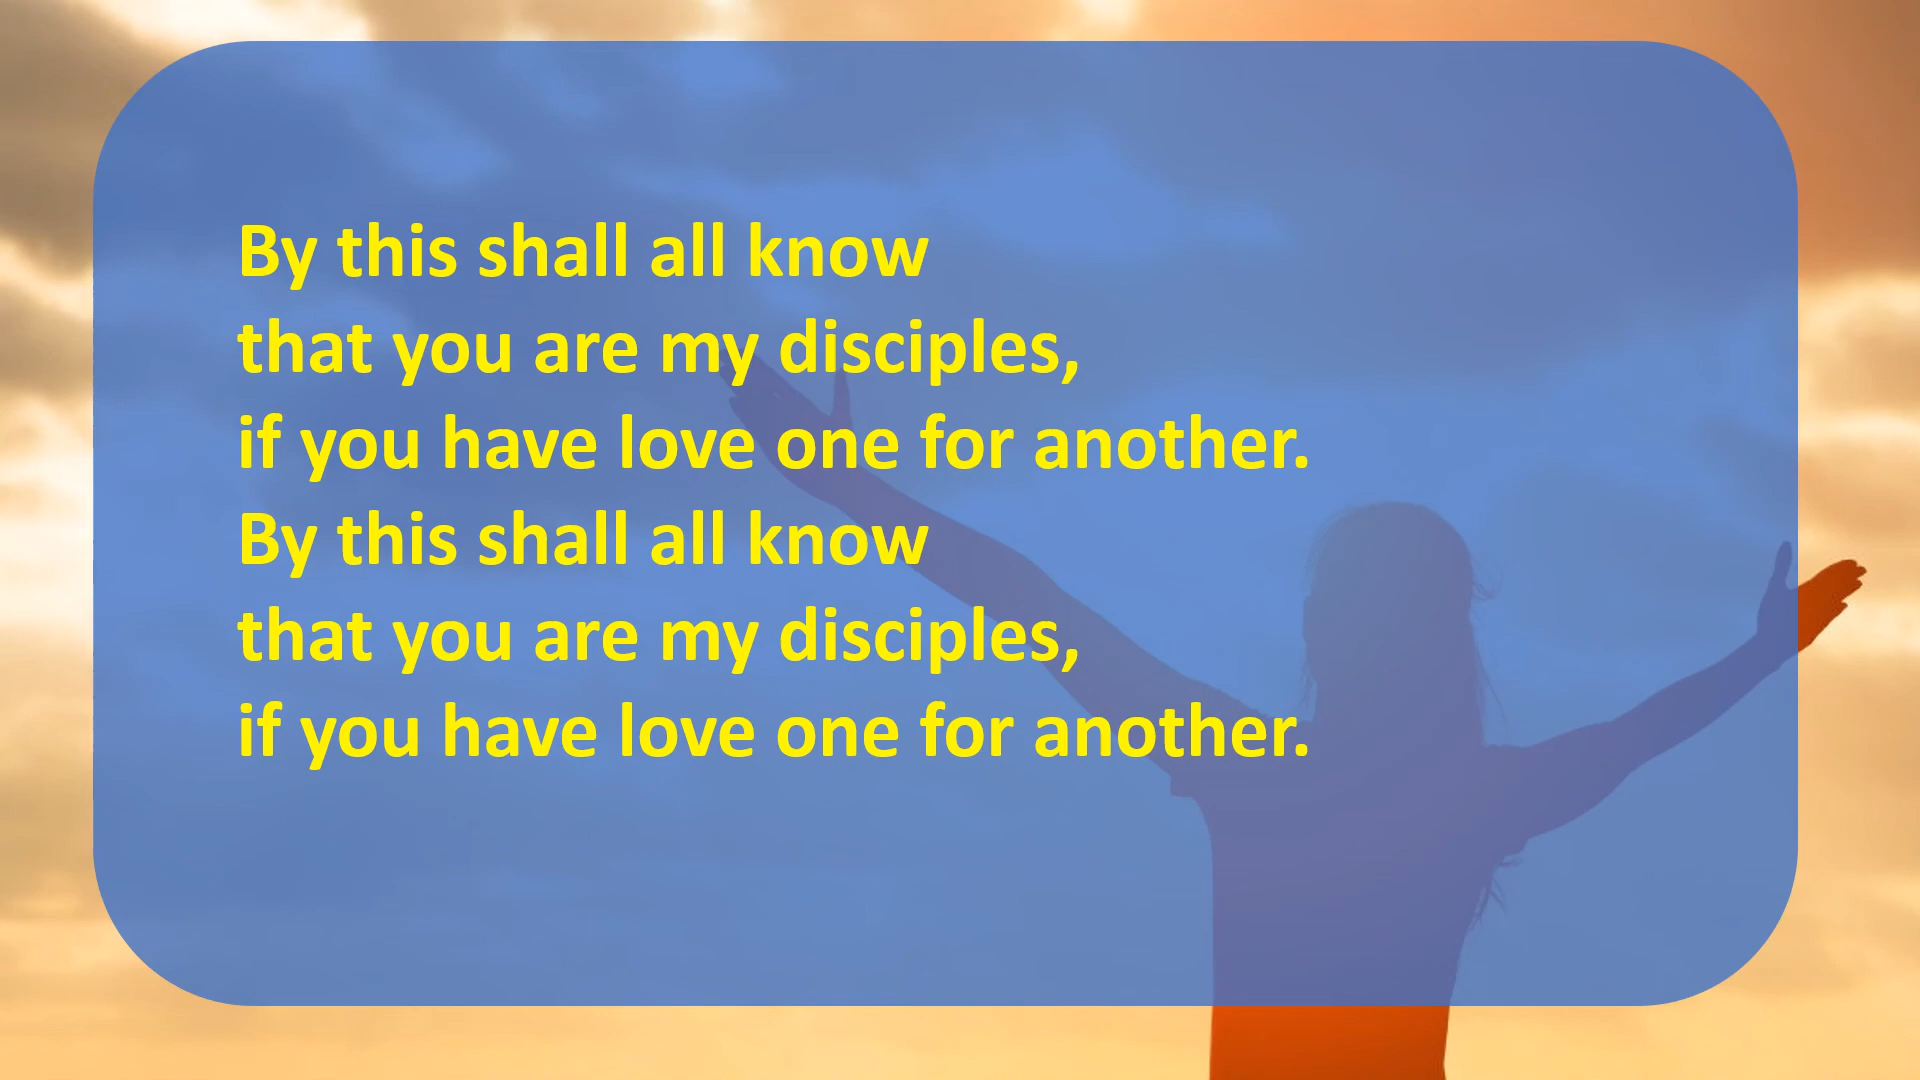 By this shall all know
that you are my disciples,
if you have love one for another.
By this shall all know
that you are my disciples,
if you have love one for another.